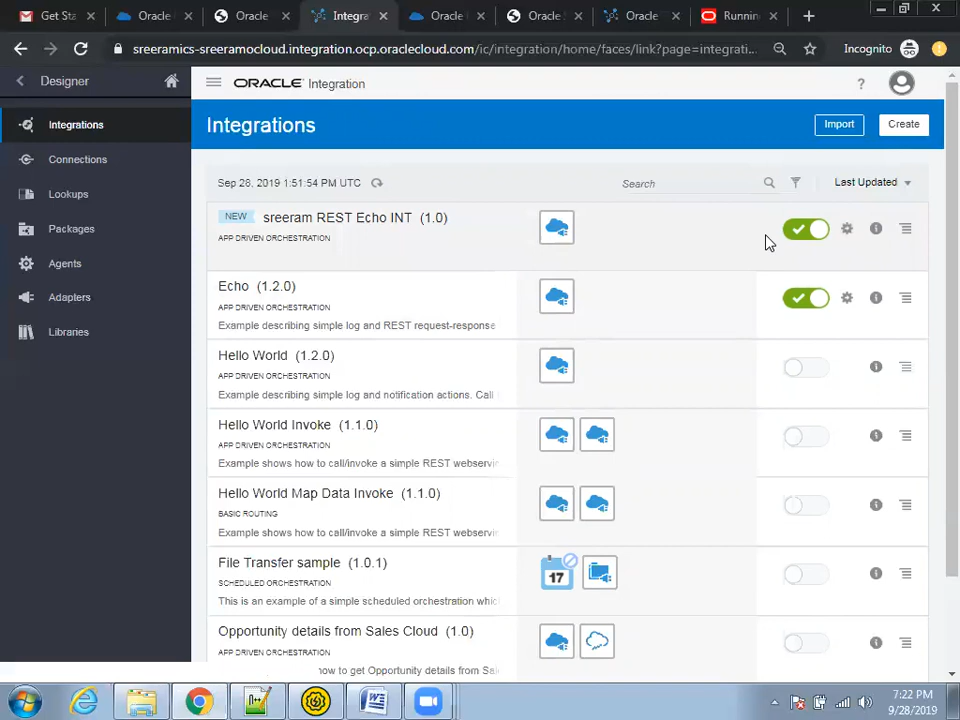 Get Sta
Oracle
Oracle
Integra
Oracle
Oracle
Oracle
Runnin
sreeramics-sreeramocloud.integration.ocp.oraclecloud.com/ic/integration/home/faces/link?page=integrati...
Incognito
Designer
ORACLE Integration
Integrations
Integrations
Import
Create
Connections
Lookups
Packages
Agents
Adapters
Libraries
Sep 28, 2019 1:51:54 PM UTC
Search
Last Updated
NEW sreeram REST Echo INT (1.0)
APP DRIVEN ORCHESTRATION
Echo (1.2.0)
APP DRIVEN ORCHESTRATION
Example describing simple log and REST request-response
Hello World (1.2.0)
APP DRIVEN ORCHESTRATION
Example describing simple log and notification actions. Call
Hello World Invoke (1.1.0)
APP DRIVEN ORCHESTRATION
Example shows how to call/invoke a simple REST webservi
Hello World Map Data Invoke (1.1.0)
BASIC ROUTING
Example shows how to call/invoke a simple REST webservi
File Transfer sample (1.0.1)
17
SCHEDULED ORCHESTRATION
This is an example of a simple scheduled orchestration whic
Opportunity details from Sales Cloud (1.0)
APP DRIVEN ORCHESTRATION
how to get Opportunity details from Sal
7:22 PM
9/28/2019